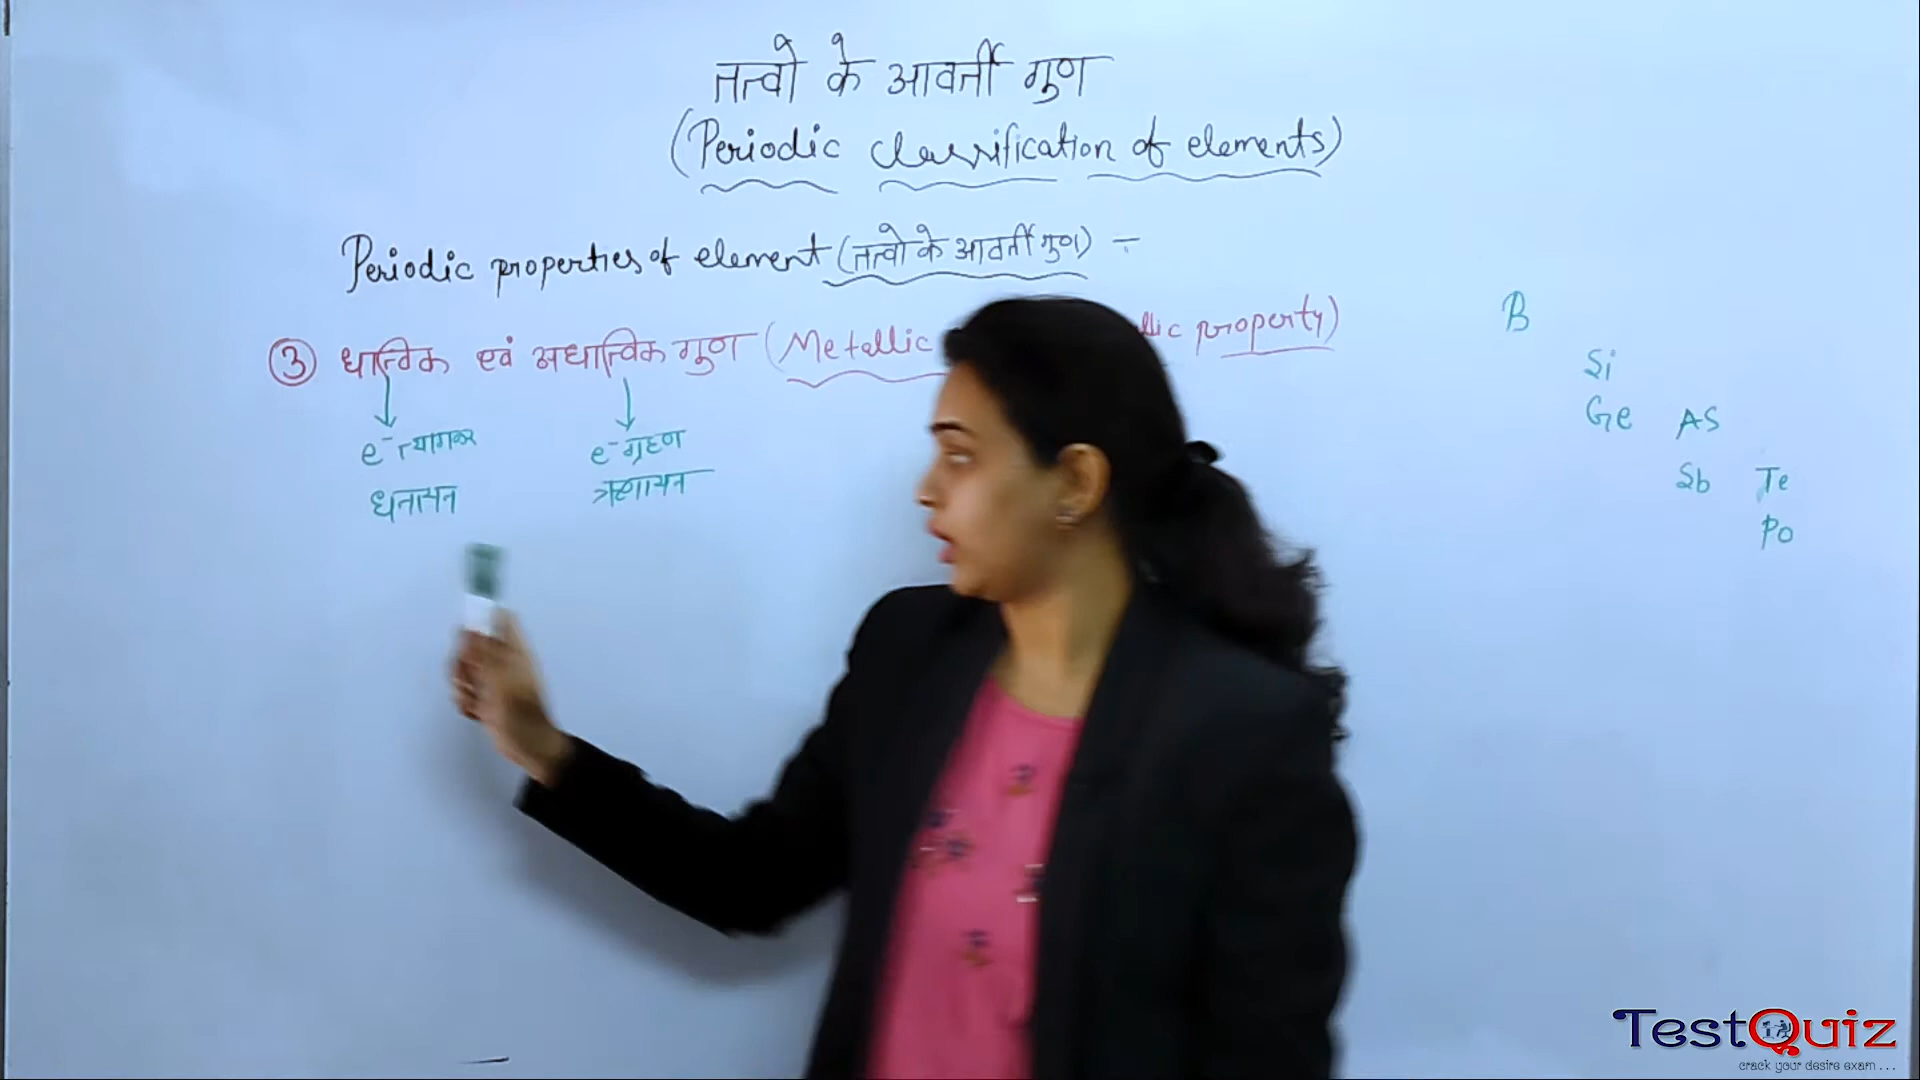 तत्वो के आवर्ती गुण
(Periodic classification of elements)
Periodic properties of element (तत्वो के आवर्ती गुण) -
③ धात्विक एवं अधात्विक गुण (Metallic llic property)
e⁻ त्यागकर
धनायन
e⁻ ग्रहण
ऋणायन
B
Si
Ge As
Sb Te
Po
TestQuiz
crack your desire exam ...